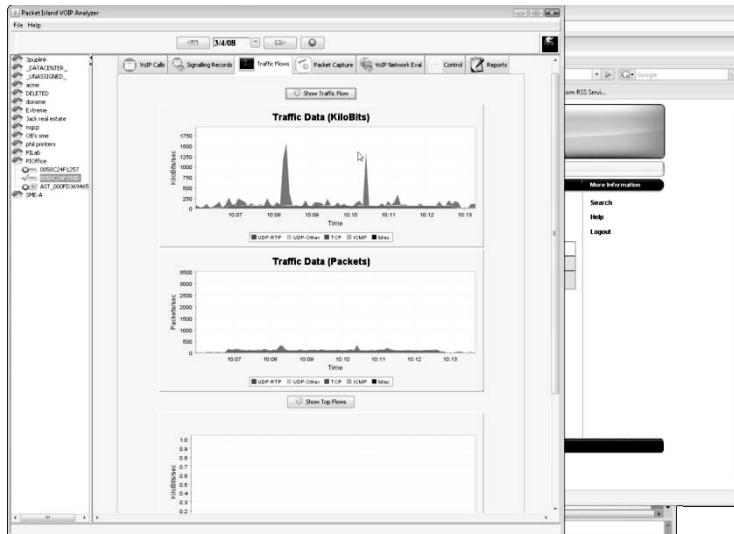 Packet Island VOIP Analyzer
File Help
3/4/08
VoIP Calls
Signalling Records
Traffic Flows
Packet Capture
VoIP Network Eval
Control
Reports
3puplink
_DATACENTER_
_UNASSIGNED_
acme
DELETED
donsme
Extreme
Jack real estate
mgcp
OB's sme
phil printers
PILab
PIOffice
0050C24F1257
AST_000FD369465
SME-A
Show Traffic Flow
Traffic Data (KiloBits)
KiloBits/sec
1750
1500
1250
1000
750
500
250
0
10:07 10:08 10:09 10:10 10:11 10:12 10:13
Time
UDP-RTP UDP-Other TCP ICMP Misc
Traffic Data (Packets)
Packets/sec
3500
3000
2500
2000
1500
1000
500
0
10:07 10:08 10:09 10:10 10:11 10:12 10:13
Time
UDP-RTP UDP-Other TCP ICMP Misc
Show Top Flows
KiloBits/sec
1.0
0.9
0.8
0.7
0.6
0.5
0.4
0.3
0.2
Google
om RSS Servi...
More Information
Search
Help
Logout